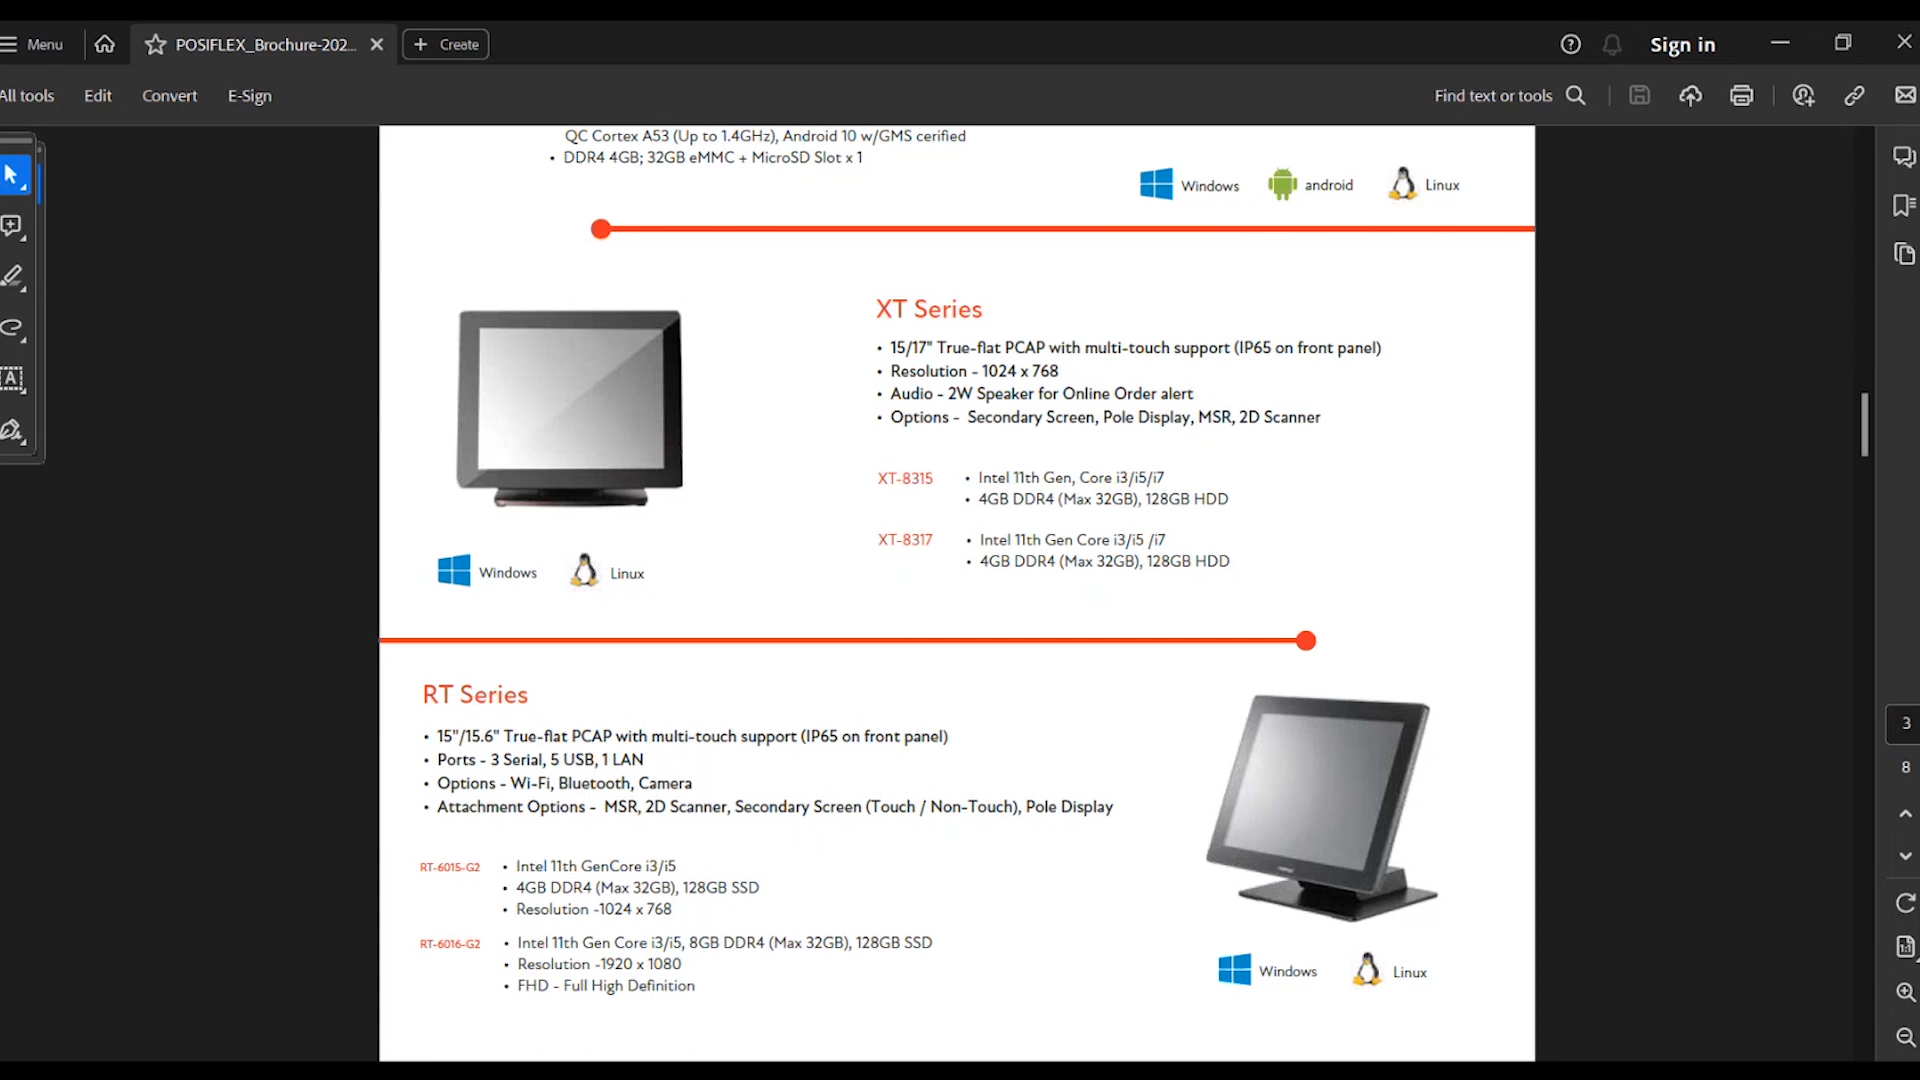 Menu
POSIFLEX_Brochure-202...
Create
Sign in
All tools
Edit
Convert
E-Sign
Find text or tools
QC Cortex A53 (Up to 1.4GHz), Android 10 w/GMS cerified
• DDR4 4GB; 32GB eMMC + MicroSD Slot x 1
Windows
android
Linux
XT Series
• 15/17" True-flat PCAP with multi-touch support (IP65 on front panel)
• Resolution - 1024 x 768
• Audio - 2W Speaker for Online Order alert
• Options - Secondary Screen, Pole Display, MSR, 2D Scanner
XT-8315 • Intel 11th Gen, Core i3/i5/i7
• 4GB DDR4 (Max 32GB), 128GB HDD
XT-8317 • Intel 11th Gen Core i3/i5 /i7
• 4GB DDR4 (Max 32GB), 128GB HDD
Windows
Linux
RT Series
• 15"/15.6" True-flat PCAP with multi-touch support (IP65 on front panel)
• Ports - 3 Serial, 5 USB, 1 LAN
• Options - Wi-Fi, Bluetooth, Camera
• Attachment Options - MSR, 2D Scanner, Secondary Screen (Touch / Non-Touch), Pole Display
RT-6015-G2 • Intel 11th GenCore i3/i5
• 4GB DDR4 (Max 32GB), 128GB SSD
• Resolution -1024 x 768
RT-6016-G2 • Intel 11th Gen Core i3/i5, 8GB DDR4 (Max 32GB), 128GB SSD
• Resolution -1920 x 1080
• FHD - Full High Definition
Windows
Linux
3
8